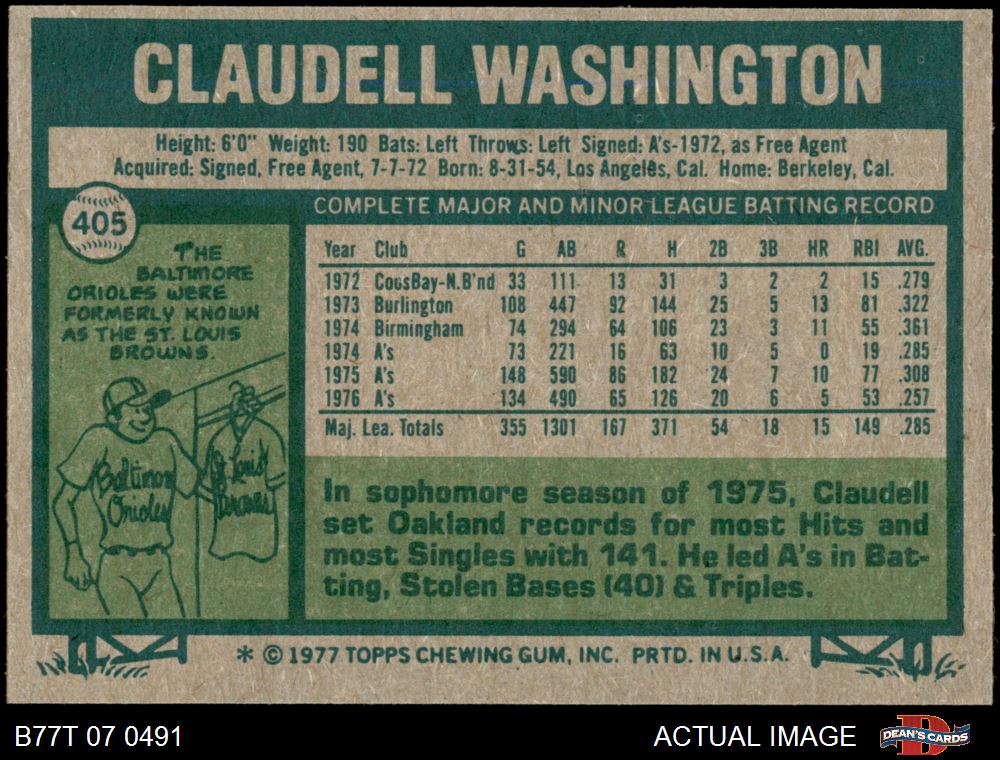 CLAUDELL WASHINGTON
Height: 6'0" Weight: 190 Bats: Left Throws: Left Signed: A's-1972, as Free Agent
Acquired: Signed, Free Agent, 7-7-72 Born: 8-31-54, Los Angeles, Cal. Home: Berkeley, Cal.
405
THE
BALTIMORE
ORIOLES WERE
FORMERLY KNOWN
AS THE ST. LOUIS
BROWNS.
Baltimore
Orioles
St. Louis
Browns
COMPLETE MAJOR AND MINOR LEAGUE BATTING RECORD
Year Club G AB R H 2B 3B HR RBI AVG.
1972 CoosBay-N.B'nd 33 111 13 31 3 2 2 15 .279
1973 Burlington 108 447 92 144 25 5 13 81 .322
1974 Birmingham 74 294 64 106 23 3 11 55 .361
1974 A's 73 221 16 63 10 5 0 19 .285
1975 A's 148 590 86 182 24 7 10 77 .308
1976 A's 134 490 65 126 20 6 5 53 .257
Maj. Lea. Totals 355 1301 167 371 54 18 15 149 .285
In sophomore season of 1975, Claudell
set Oakland records for most Hits and
most Singles with 141. He led A's in Bat-
ting, Stolen Bases (40) & Triples.
* © 1977 TOPPS CHEWING GUM, INC. PRTD. IN U.S.A.
B77T 07 0491
ACTUAL IMAGE
D
DEAN'S CARDS